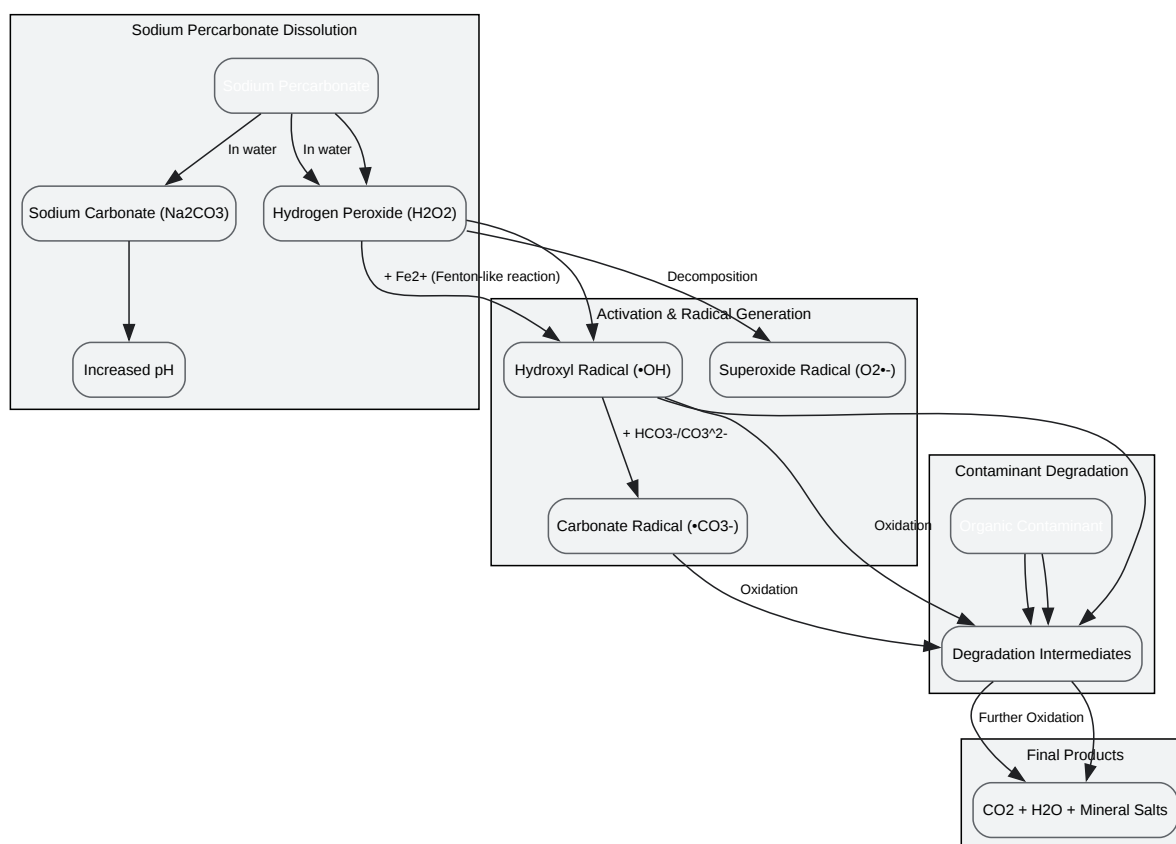 Sodium Percarbonate Dissolution
Sodium Percarbonate
In water
In water
Sodium Carbonate (Na2CO3)
Hydrogen Peroxide (H2O2)
+ Fe2+ (Fenton-like reaction)
Decomposition
Activation & Radical Generation
Increased pH
Hydroxyl Radical (•OH)
Superoxide Radical (O2•-)
+ HCO3-/CO3^2-
Contaminant Degradation
Carbonate Radical (•CO3-)
Oxidation
Organic Contaminant
Oxidation
Degradation Intermediates
Further Oxidation
Final Products
CO2 + H2O + Mineral Salts